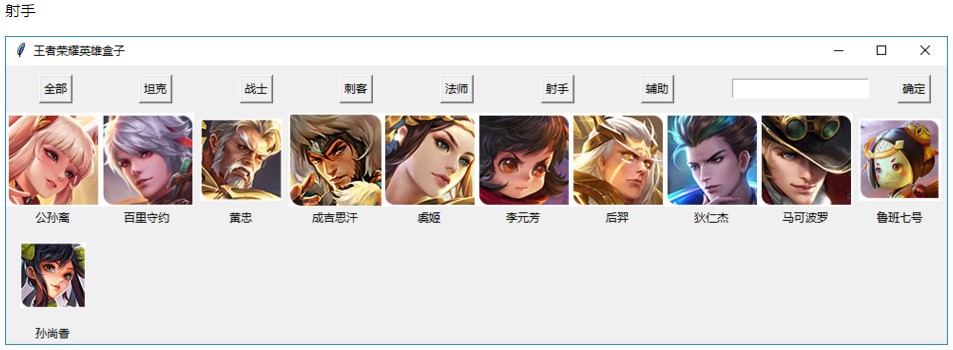 射手
王者荣耀英雄盒子
全部 坦克 战士 刺客 法师 射手 辅助 确定
公孙离 百里守约 黄忠 成吉思汗 虞姬 李元芳 后羿 狄仁杰 马可波罗 鲁班七号
孙尚香